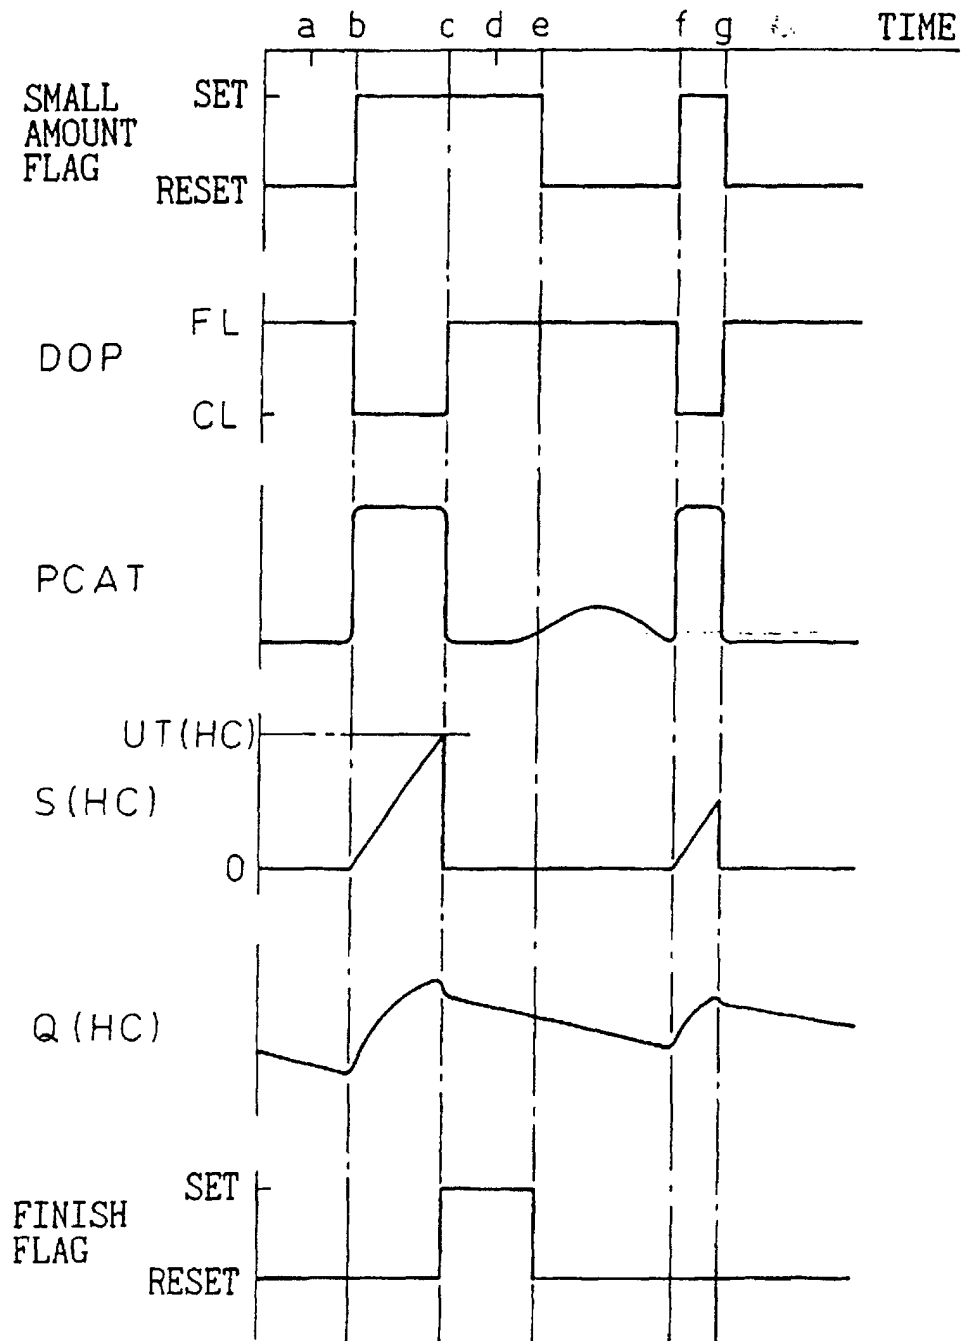 a b c d e f g TIME
SMALL
AMOUNT
FLAG
SET
RESET
DOP
FL
CL
PCAT
UT(HC)
S(HC)
0
Q(HC)
FINISH
FLAG
SET
RESET